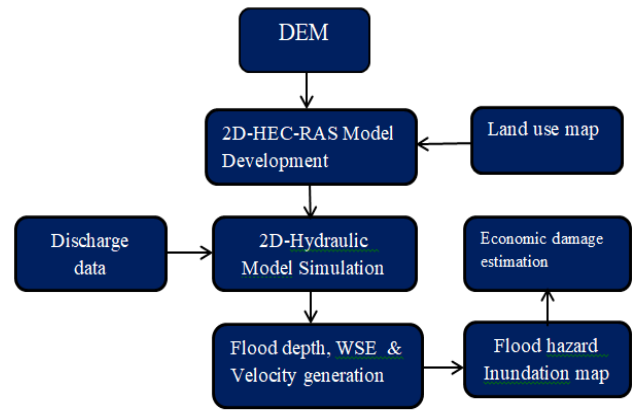 DEM
2D-HEC-RAS Model
Development
Land use map
Discharge
data
2D-Hydraulic
Model Simulation
Economic damage
estimation
Flood depth, WSE &
Velocity generation
Flood hazard
Inundation map